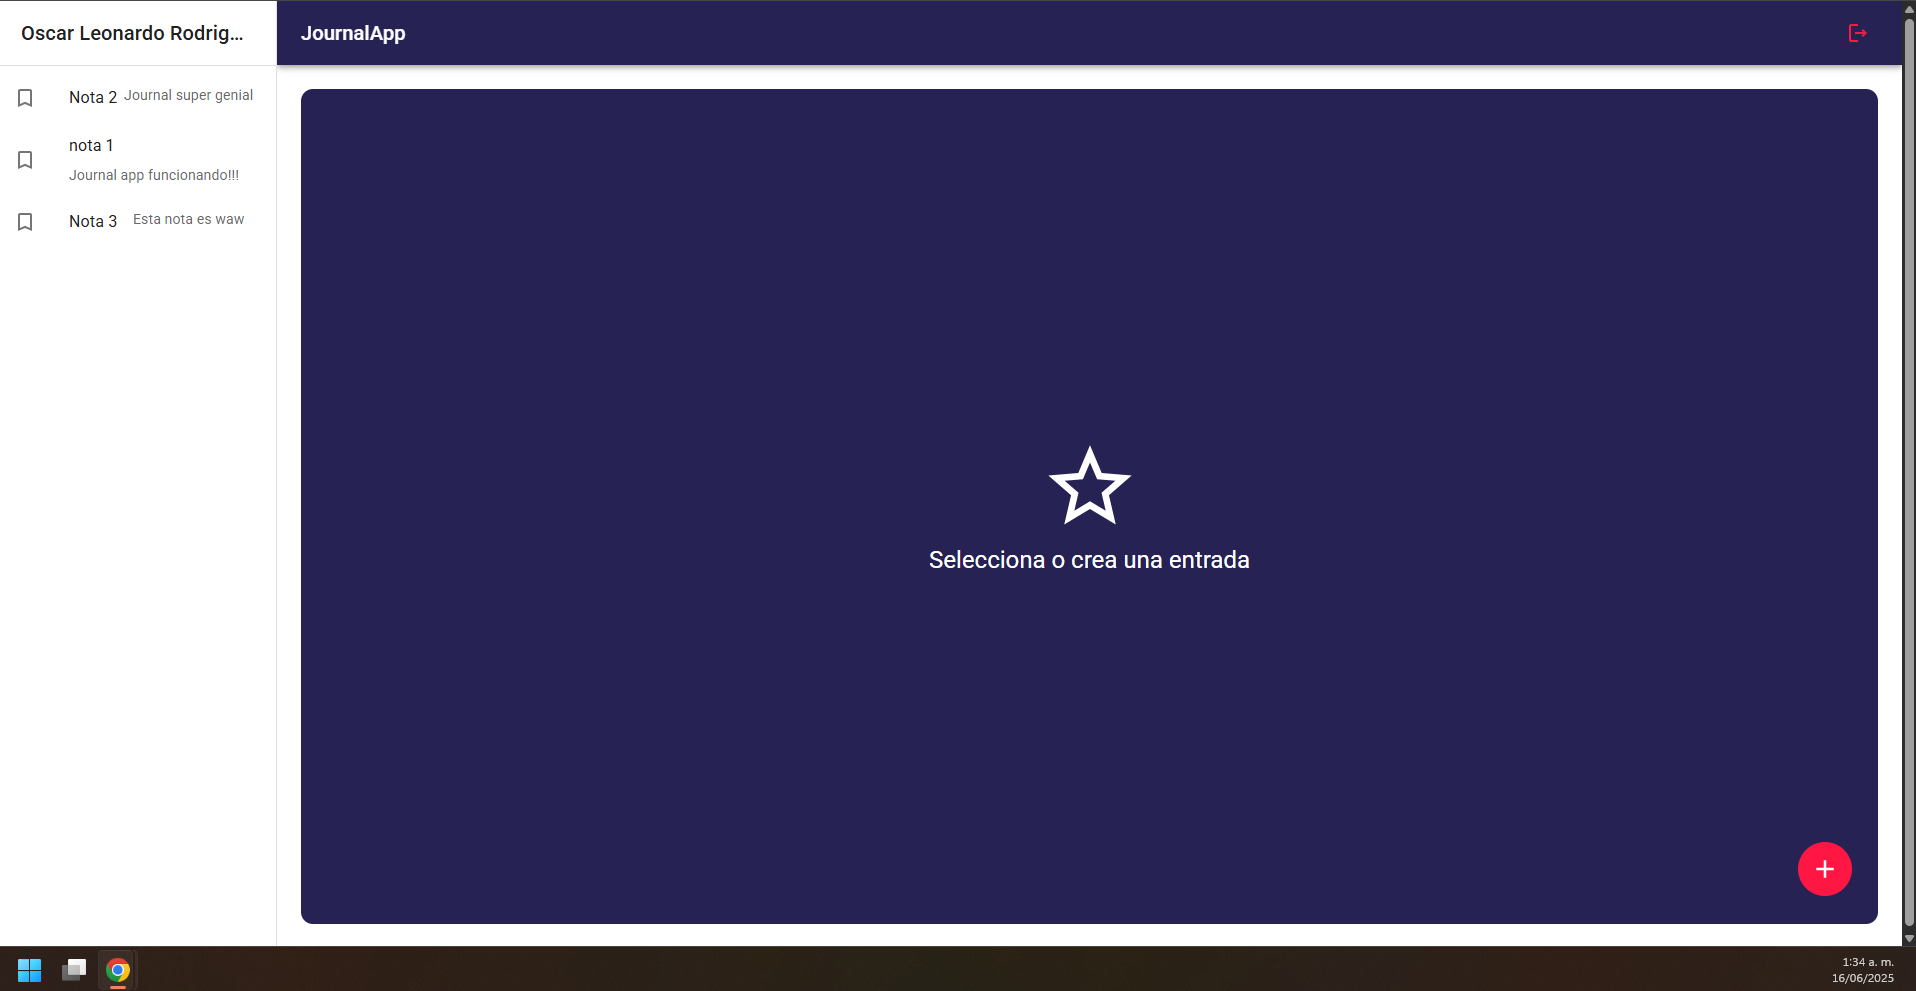 Oscar Leonardo Rodrig...
JournalApp
Nota 2 Journal super genial
nota 1
Journal app funcionando!!!
Nota 3 Esta nota es waw
Selecciona o crea una entrada
1:34 a. m.
16/06/2025